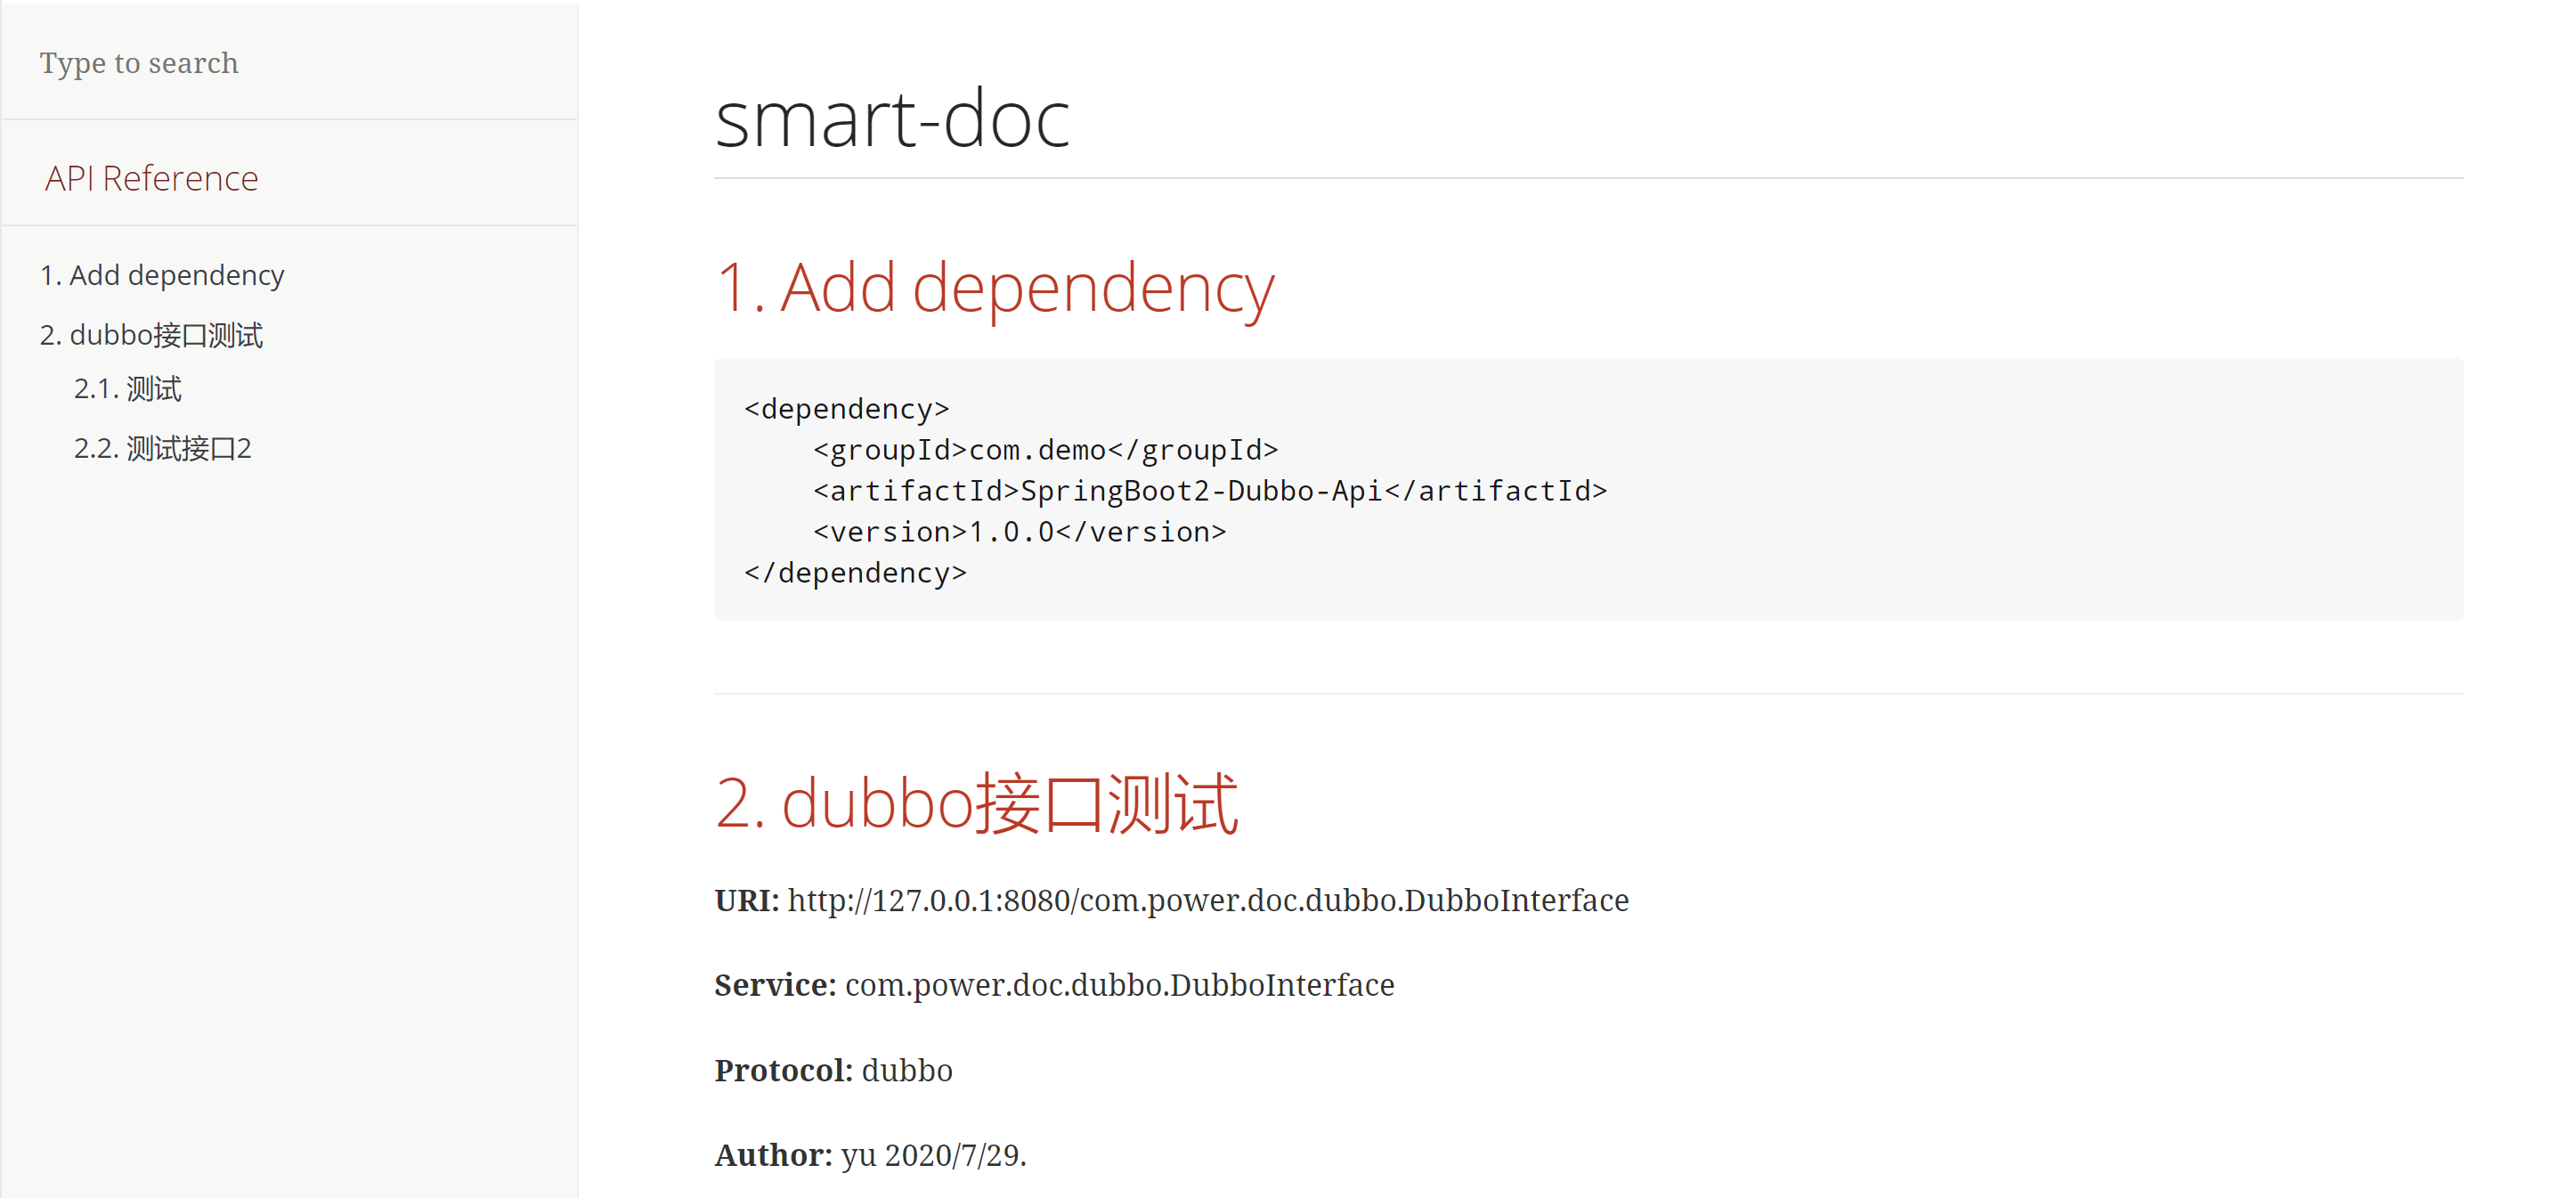 Type to search
API Reference
1. Add dependency
2. dubbo接口测试
2.1. 测试
2.2. 测试接口2
smart-doc
1. Add dependency
<dependency>
    <groupId>com.demo</groupId>
    <artifactId>SpringBoot2-Dubbo-Api</artifactId>
    <version>1.0.0</version>
</dependency>
2. dubbo接口测试
URI: http://127.0.0.1:8080/com.power.doc.dubbo.DubboInterface
Service: com.power.doc.dubbo.DubboInterface
Protocol: dubbo
Author: yu 2020/7/29.